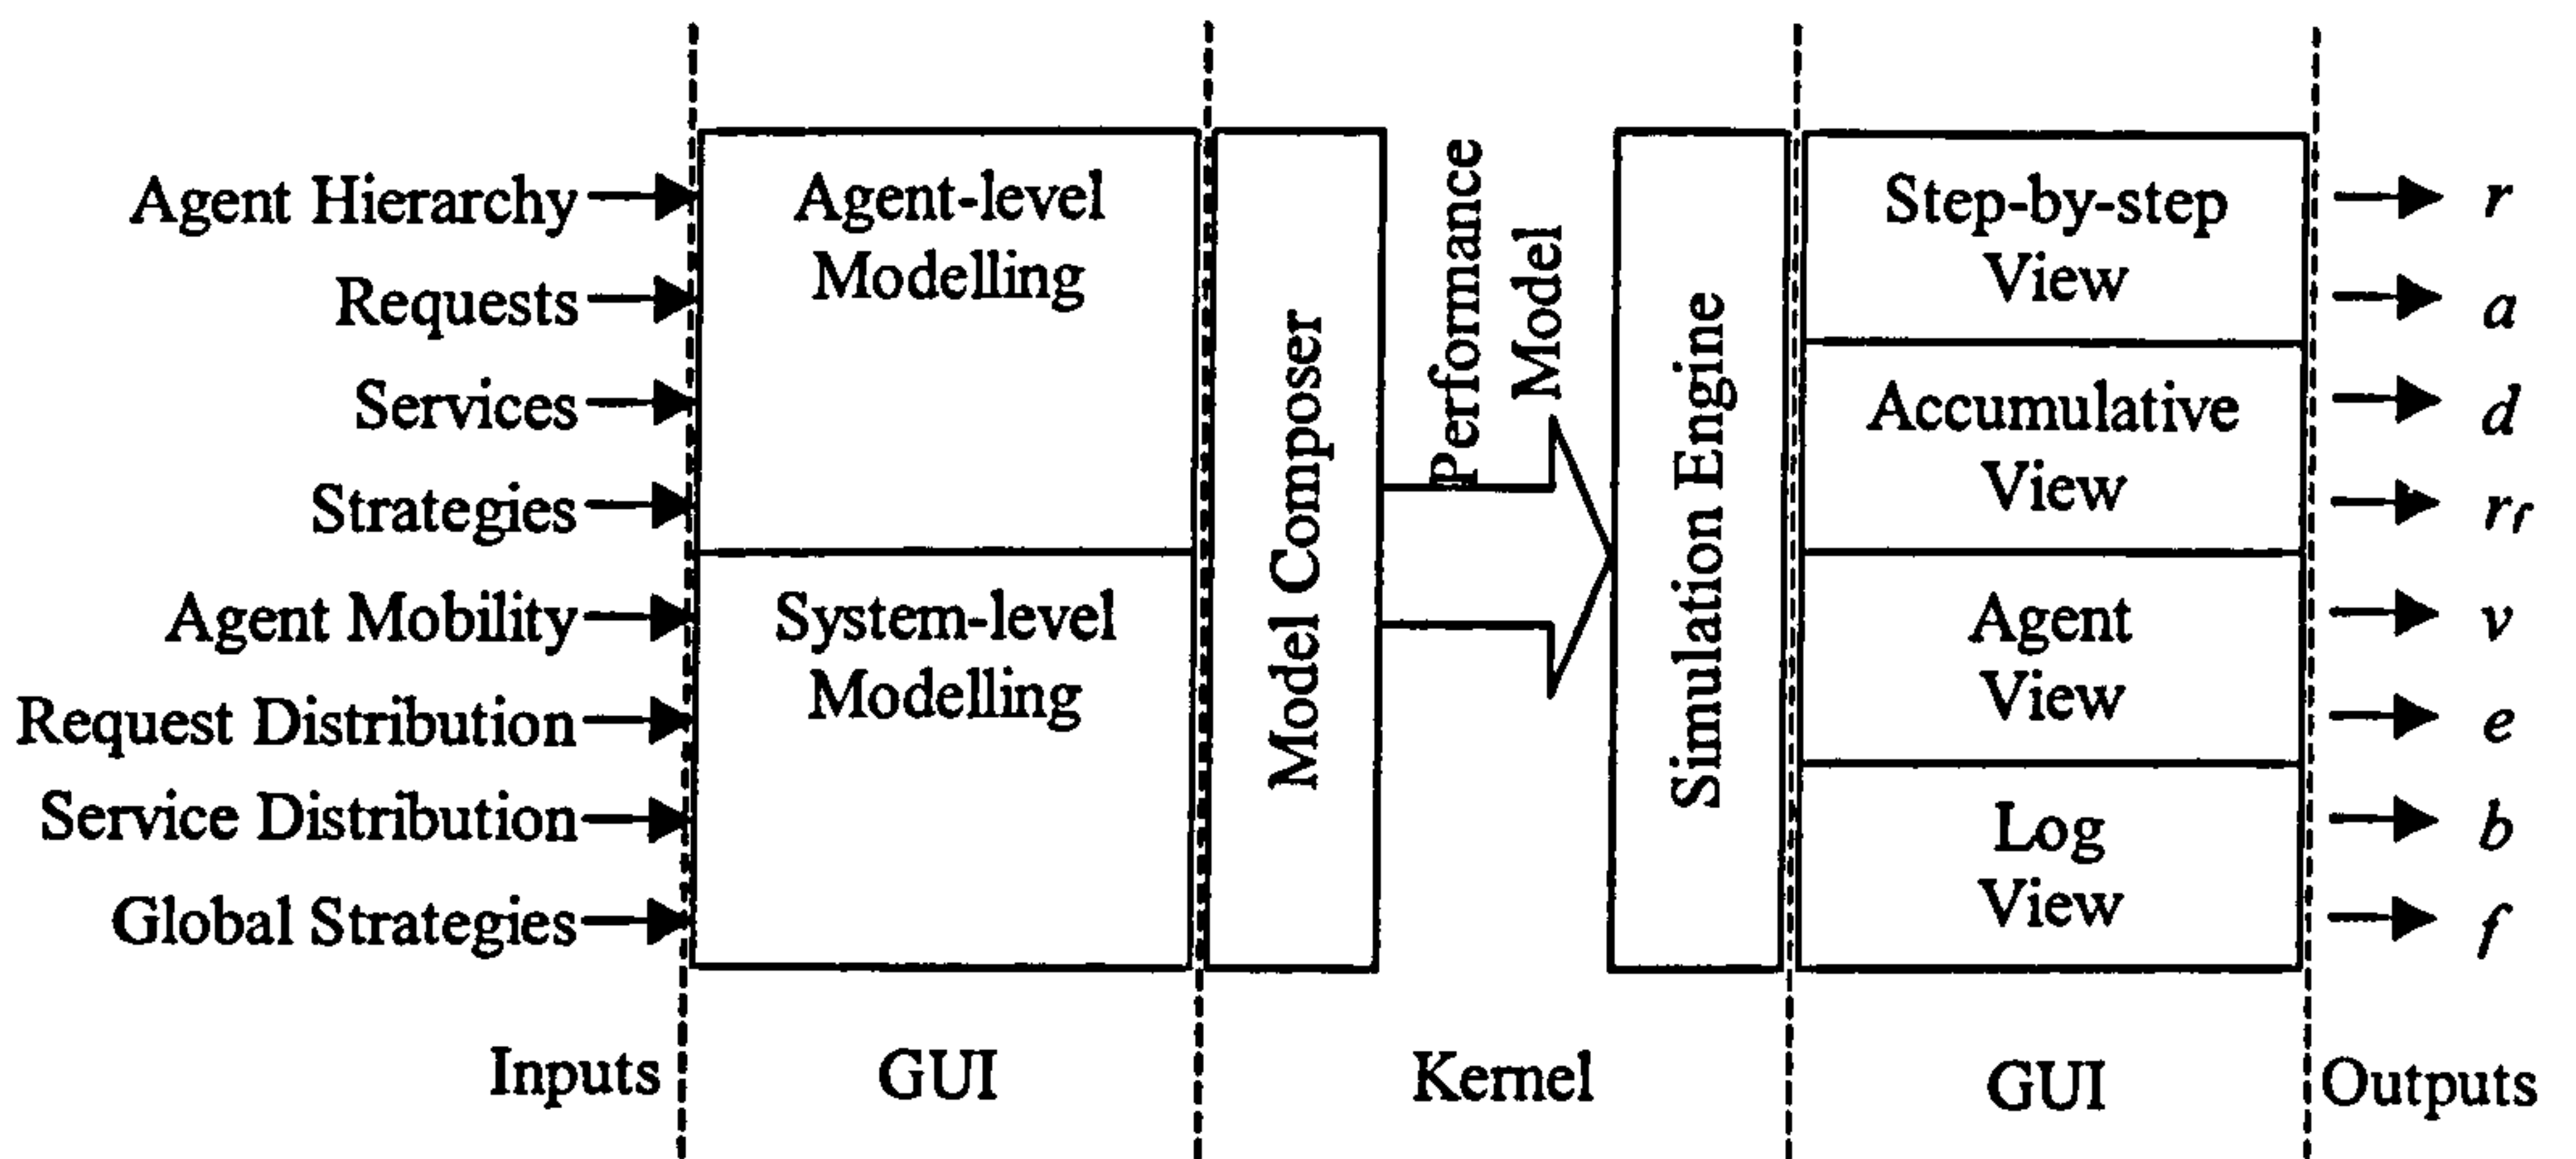 Agent Hierarchy
Requests
Services
Strategies
Agent Mobility
Request Distribution
Service Distribution
Global Strategies
Agent-level
Modelling
System-level
Modelling
Model Composer
Performance
Model
Simulation Engine
Step-by-step
View
Accumulative
View
Agent
View
Log
View
r
a
d
rf
v
e
b
f
Inputs
GUI
Kernel
GUI
Outputs